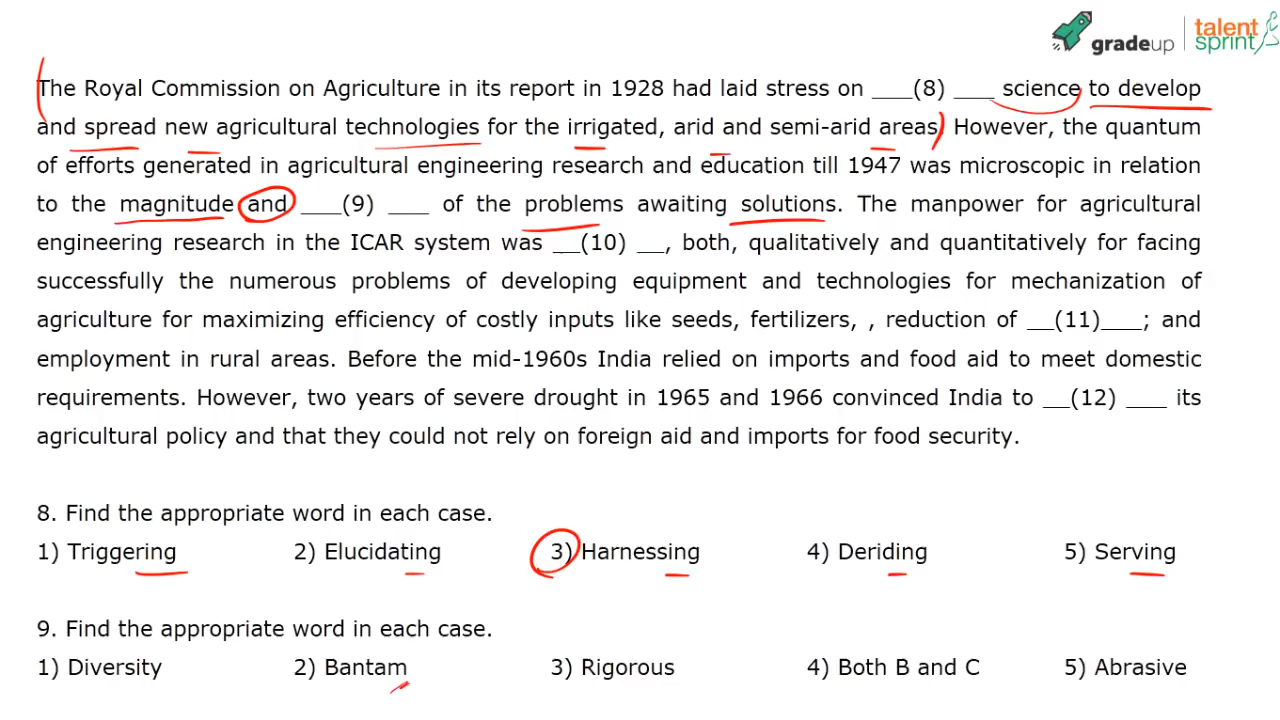 gradeup talent sprint
The Royal Commission on Agriculture in its report in 1928 had laid stress on ___(8) ___ science to develop
and spread new agricultural technologies for the irrigated, arid and semi-arid areas. However, the quantum
of efforts generated in agricultural engineering research and education till 1947 was microscopic in relation
to the magnitude and ___(9) ___ of the problems awaiting solutions. The manpower for agricultural
engineering research in the ICAR system was __(10) __, both, qualitatively and quantitatively for facing
successfully the numerous problems of developing equipment and technologies for mechanization of
agriculture for maximizing efficiency of costly inputs like seeds, fertilizers, , reduction of __(11)___; and
employment in rural areas. Before the mid-1960s India relied on imports and food aid to meet domestic
requirements. However, two years of severe drought in 1965 and 1966 convinced India to __(12) ___ its
agricultural policy and that they could not rely on foreign aid and imports for food security.
8. Find the appropriate word in each case.
1) Triggering 2) Elucidating 3) Harnessing 4) Deriding 5) Serving
9. Find the appropriate word in each case.
1) Diversity 2) Bantam 3) Rigorous 4) Both B and C 5) Abrasive